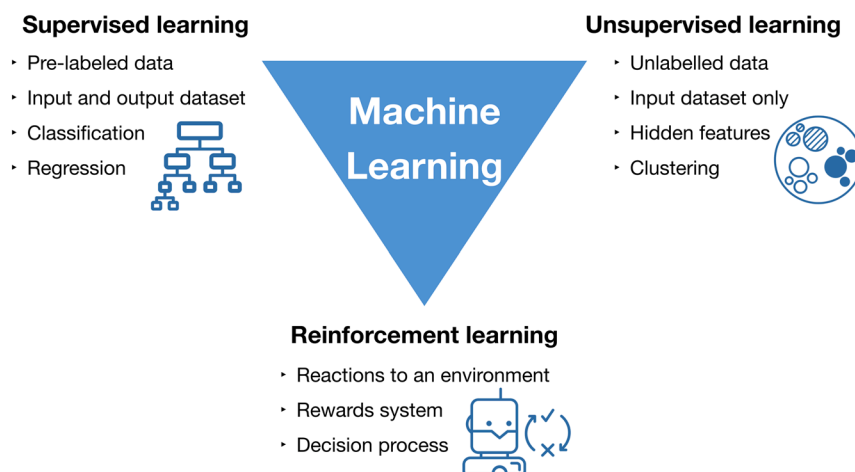 Supervised learning
‣ Pre-labeled data
‣ Input and output dataset
‣ Classification
‣ Regression
Machine
Learning
Unsupervised learning
‣ Unlabelled data
‣ Input dataset only
‣ Hidden features
‣ Clustering
Reinforcement learning
‣ Reactions to an environment
‣ Rewards system
‣ Decision process